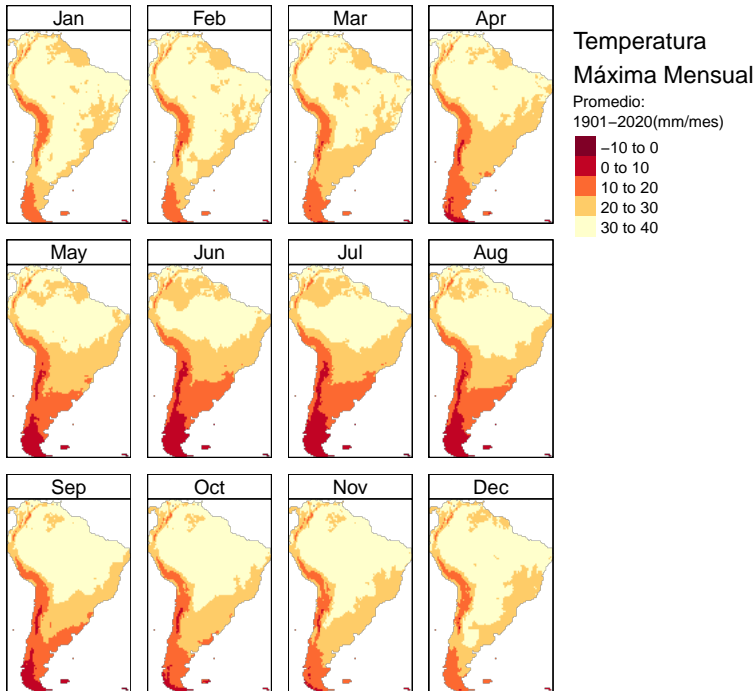 Jan
Feb
Mar
Apr
Temperatura
Máxima Mensual
Promedio:
1901−2020(mm/mes)
−10 to 0
0 to 10
10 to 20
20 to 30
30 to 40
May
Jun
Jul
Aug
Sep
Oct
Nov
Dec